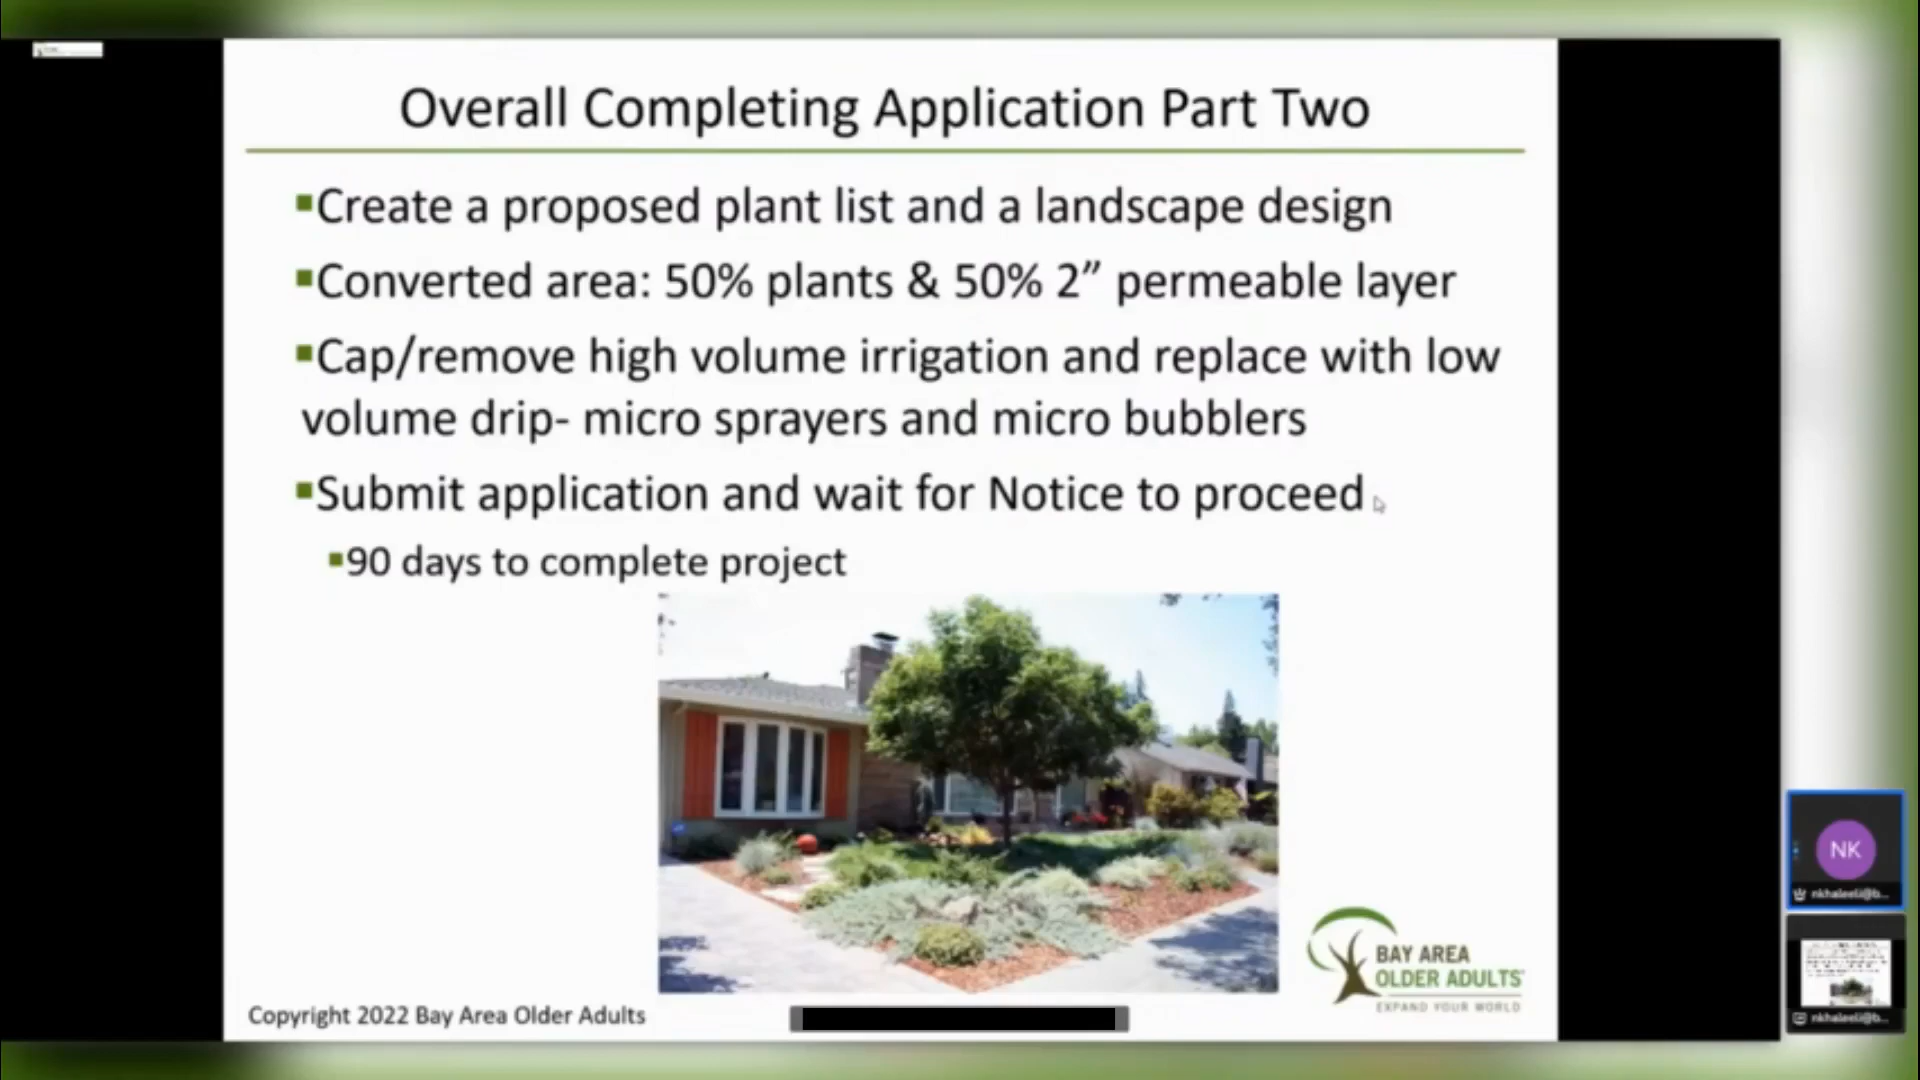 Overall Completing Application Part Two
▪Create a proposed plant list and a landscape design
▪Converted area: 50% plants & 50% 2” permeable layer
▪Cap/remove high volume irrigation and replace with low
volume drip- micro sprayers and micro bubblers
▪Submit application and wait for Notice to proceed
▪90 days to complete project
BAY AREA
OLDER ADULTS
EXPAND YOUR WORLD
Copyright 2022 Bay Area Older Adults
NK
nkhaleeli@b...
nkhaleeli@b...